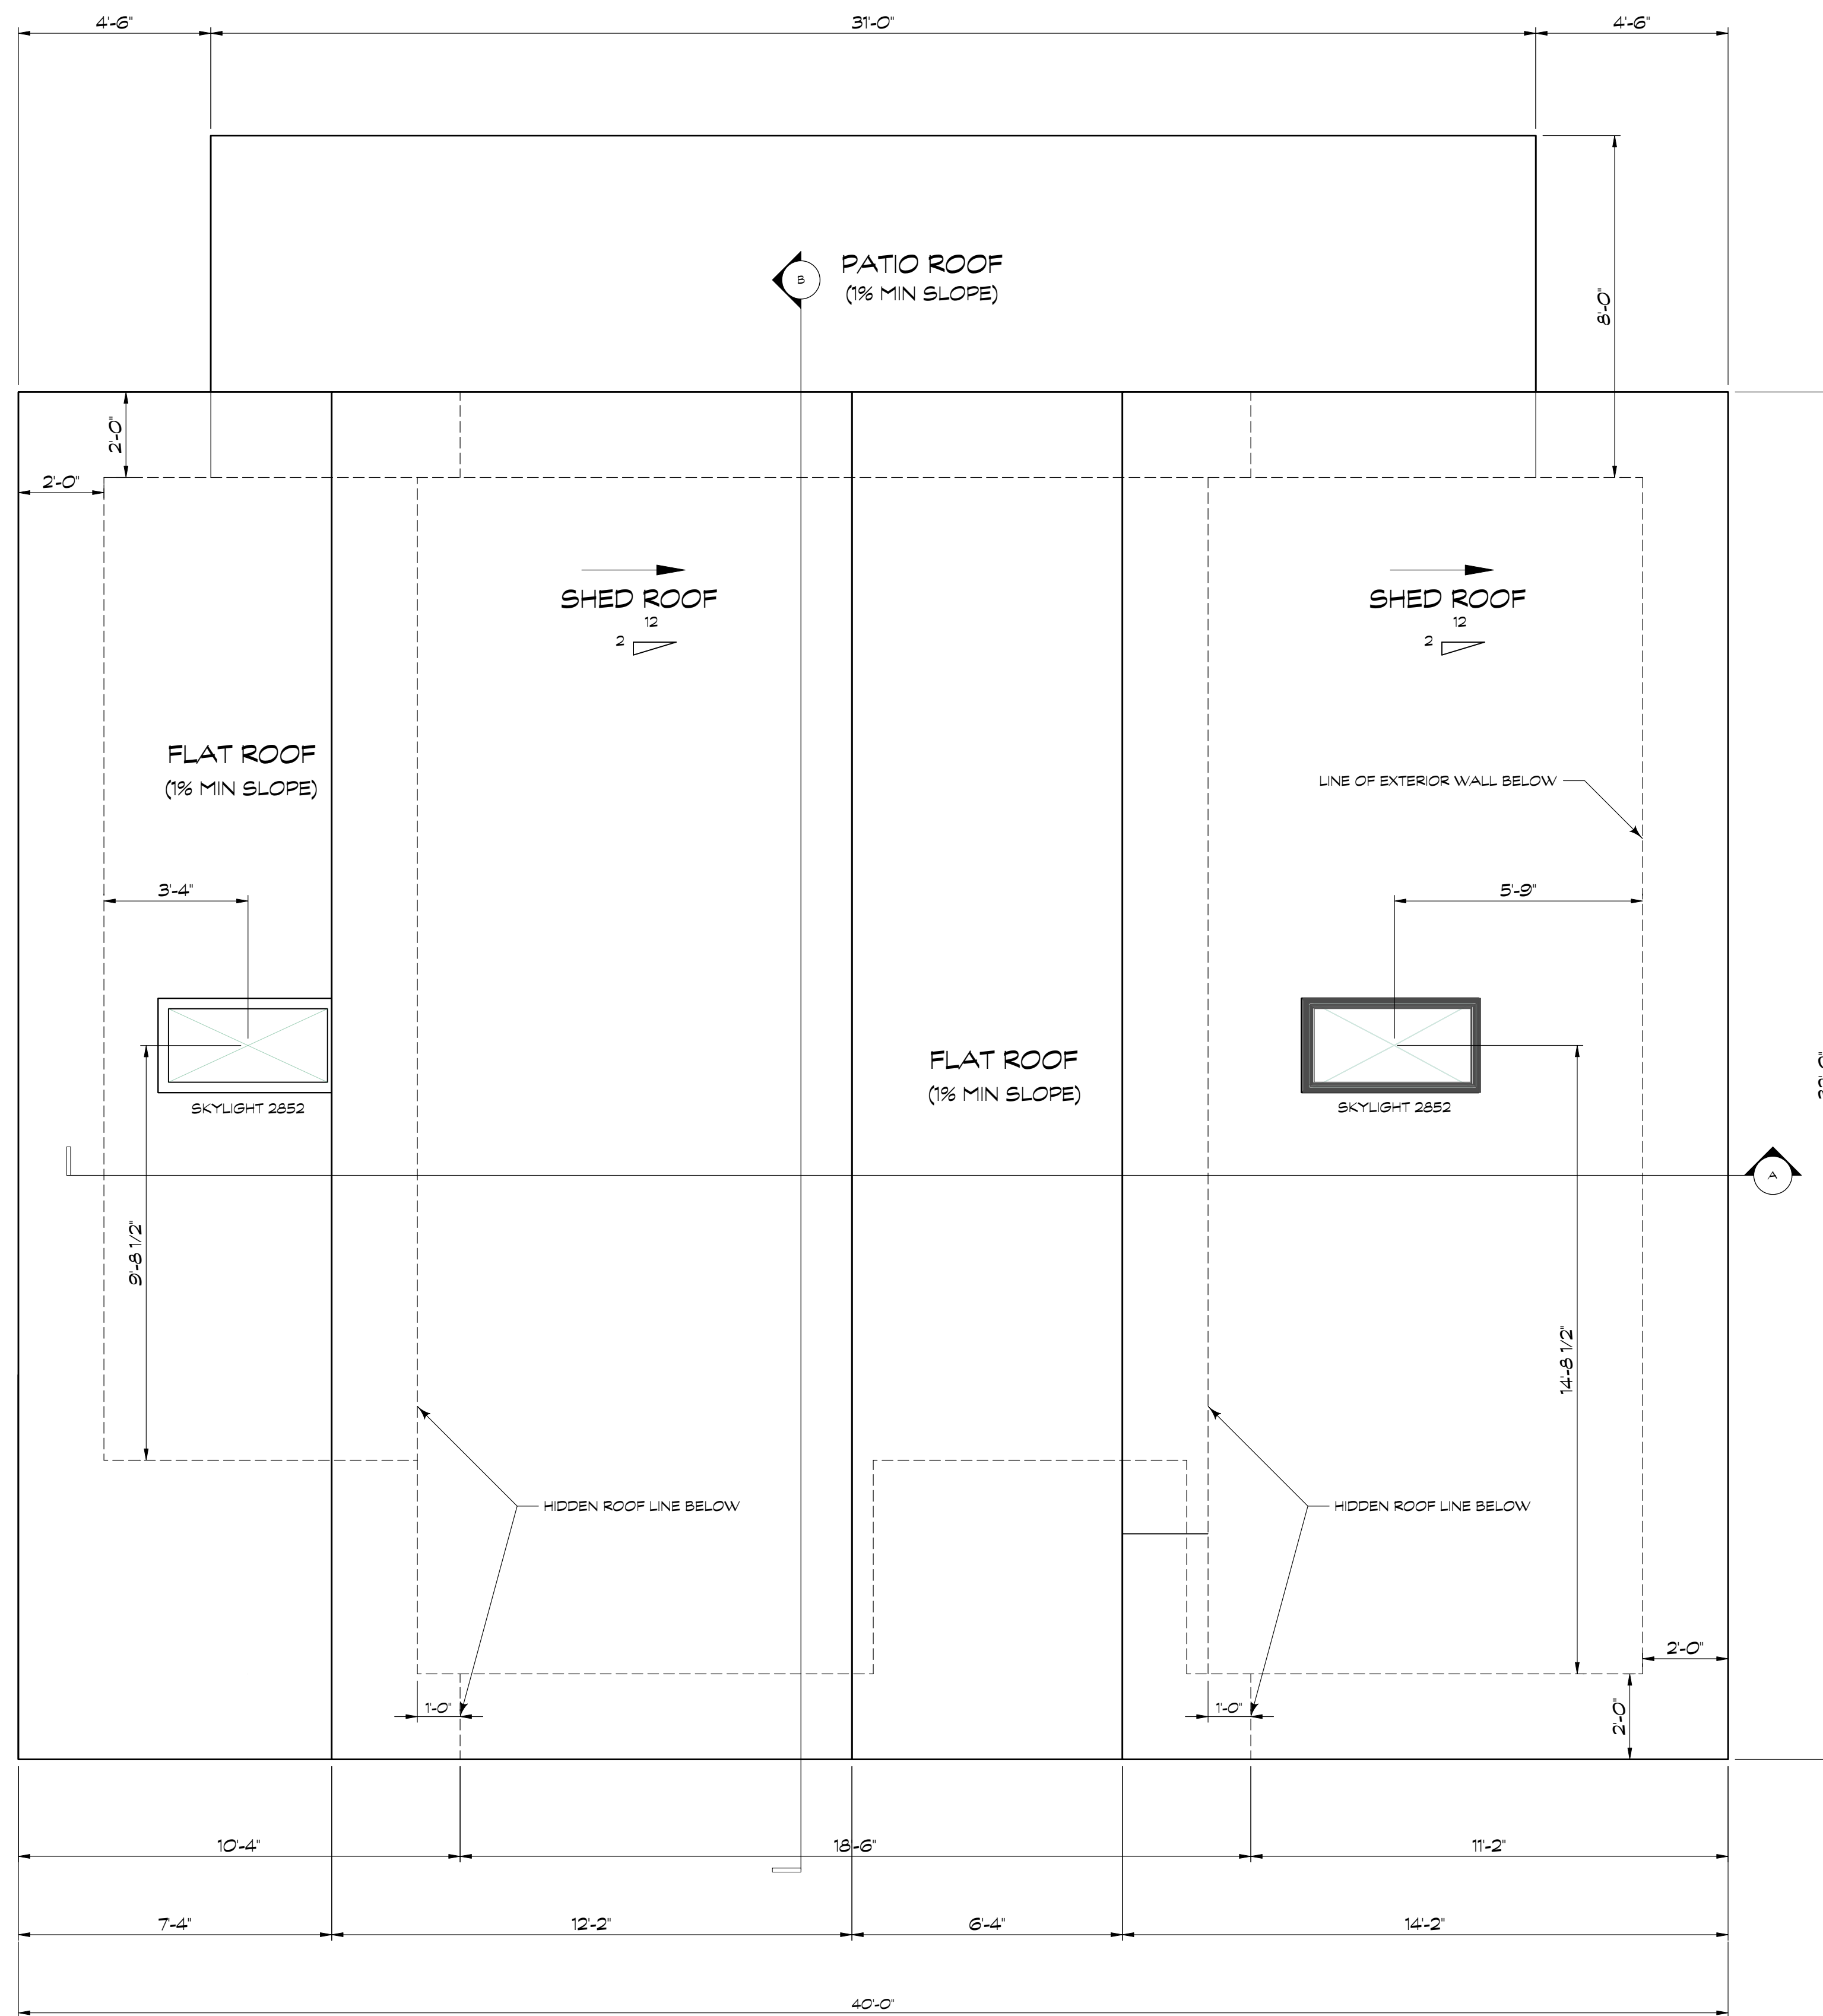 4'-6"
31'-0"
4'-6"
B
PATIO ROOF
(1% MIN SLOPE)
8'-0"
2'-0"
2'-0"
SHED ROOF
12
2
SHED ROOF
12
2
FLAT ROOF
(1% MIN SLOPE)
LINE OF EXTERIOR WALL BELOW
3'-4"
5'-9"
FLAT ROOF
(1% MIN SLOPE)
SKYLIGHT 2852
SKYLIGHT 2852
A
9'-8 1/2"
14'-8 1/2"
HIDDEN ROOF LINE BELOW
HIDDEN ROOF LINE BELOW
2'-0"
1'-0"
1'-0"
2'-0"
10'-4"
18'-6"
11'-2"
7'-4"
12'-2"
6'-4"
14'-2"
40'-0"